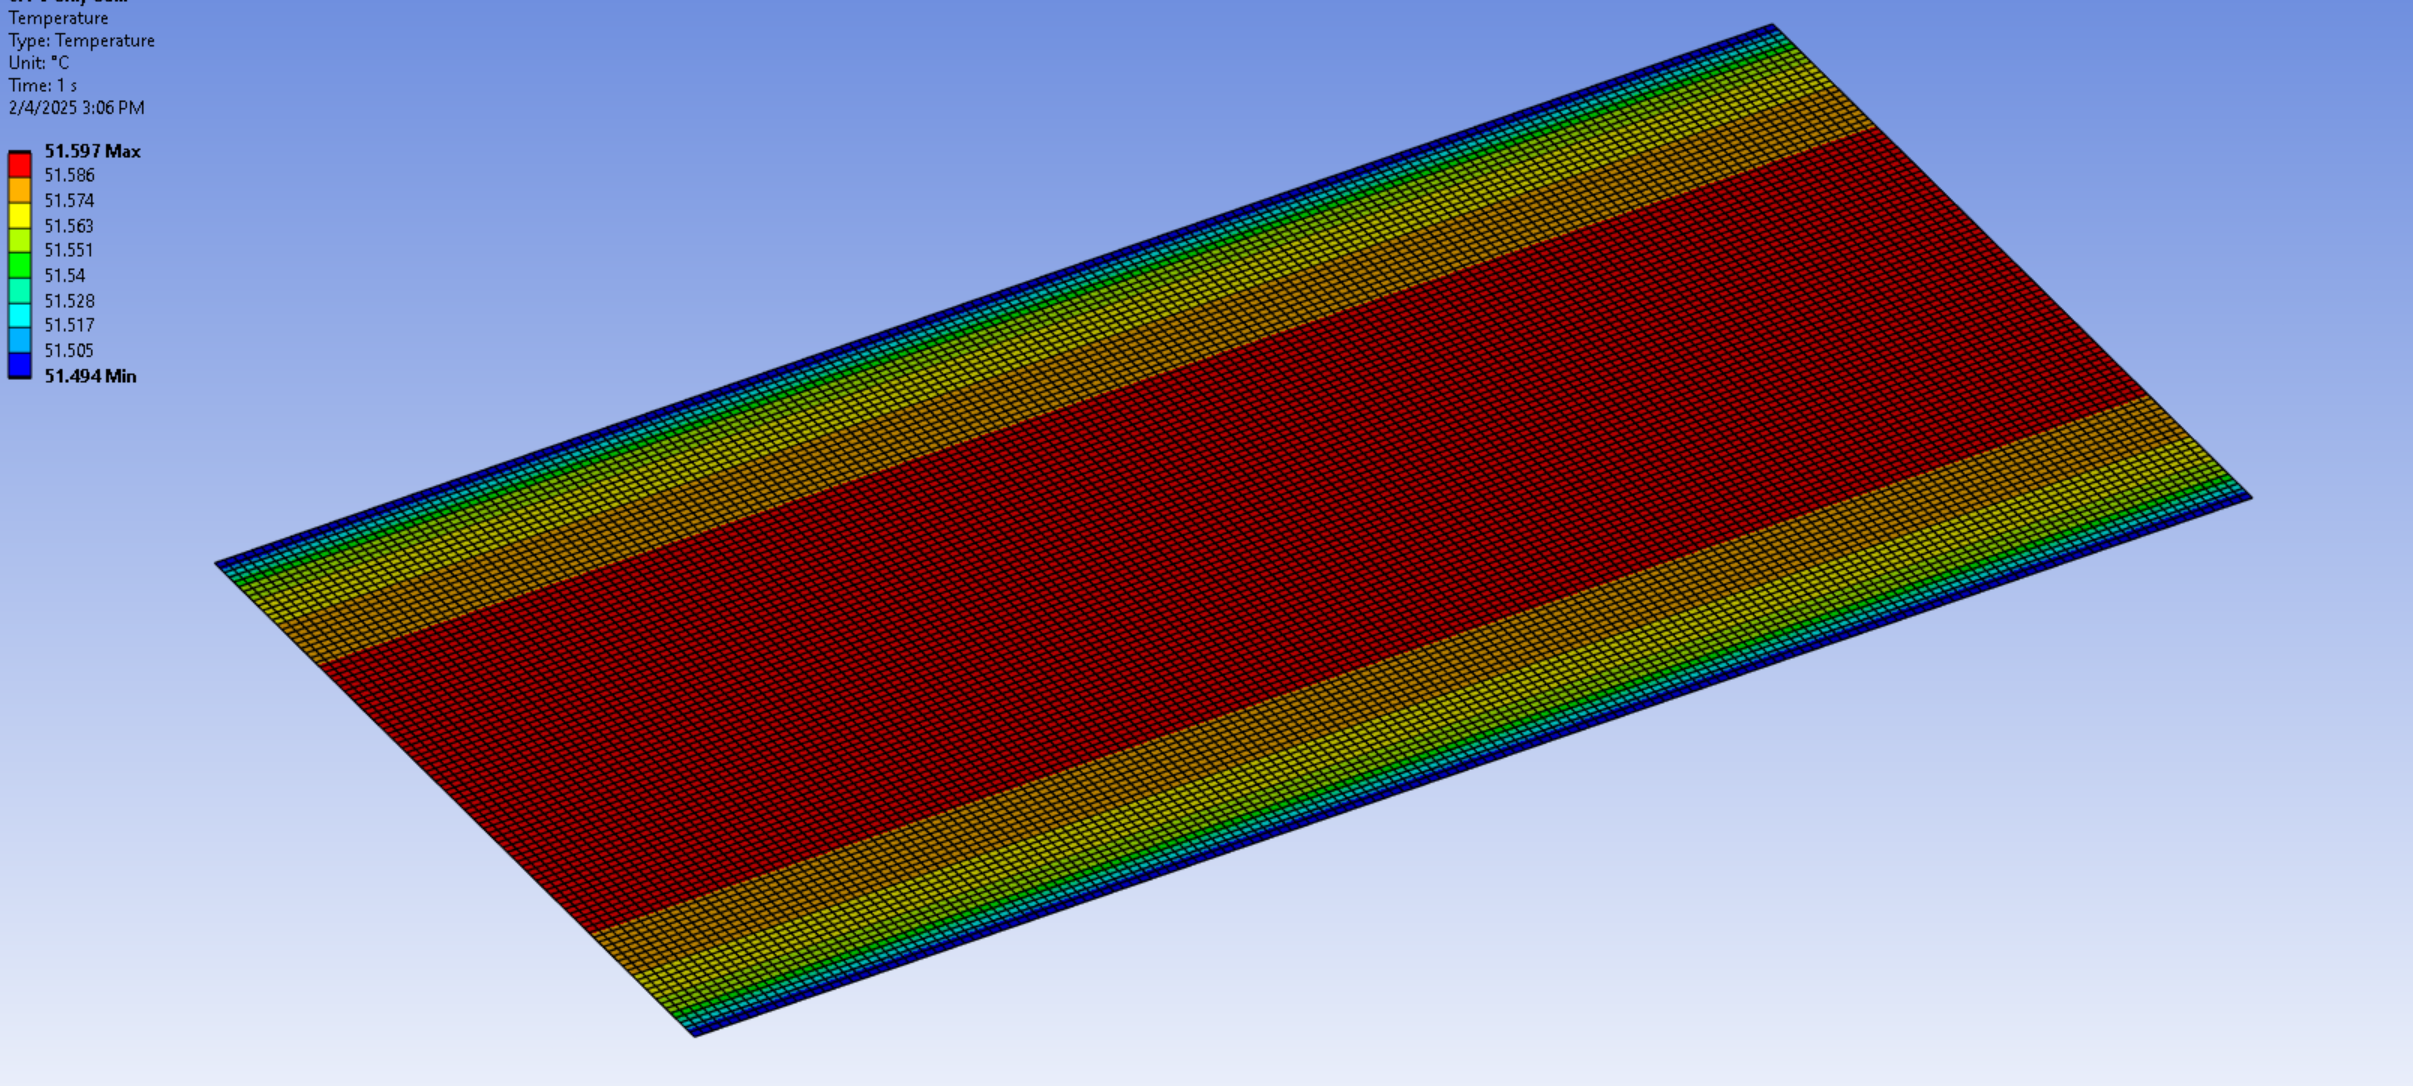 Temperature
Type: Temperature
Unit: °C
Time: 1 s
2/4/2025 3:06 PM
51.597 Max
51.586
51.574
51.563
51.551
51.54
51.528
51.517
51.505
51.494 Min